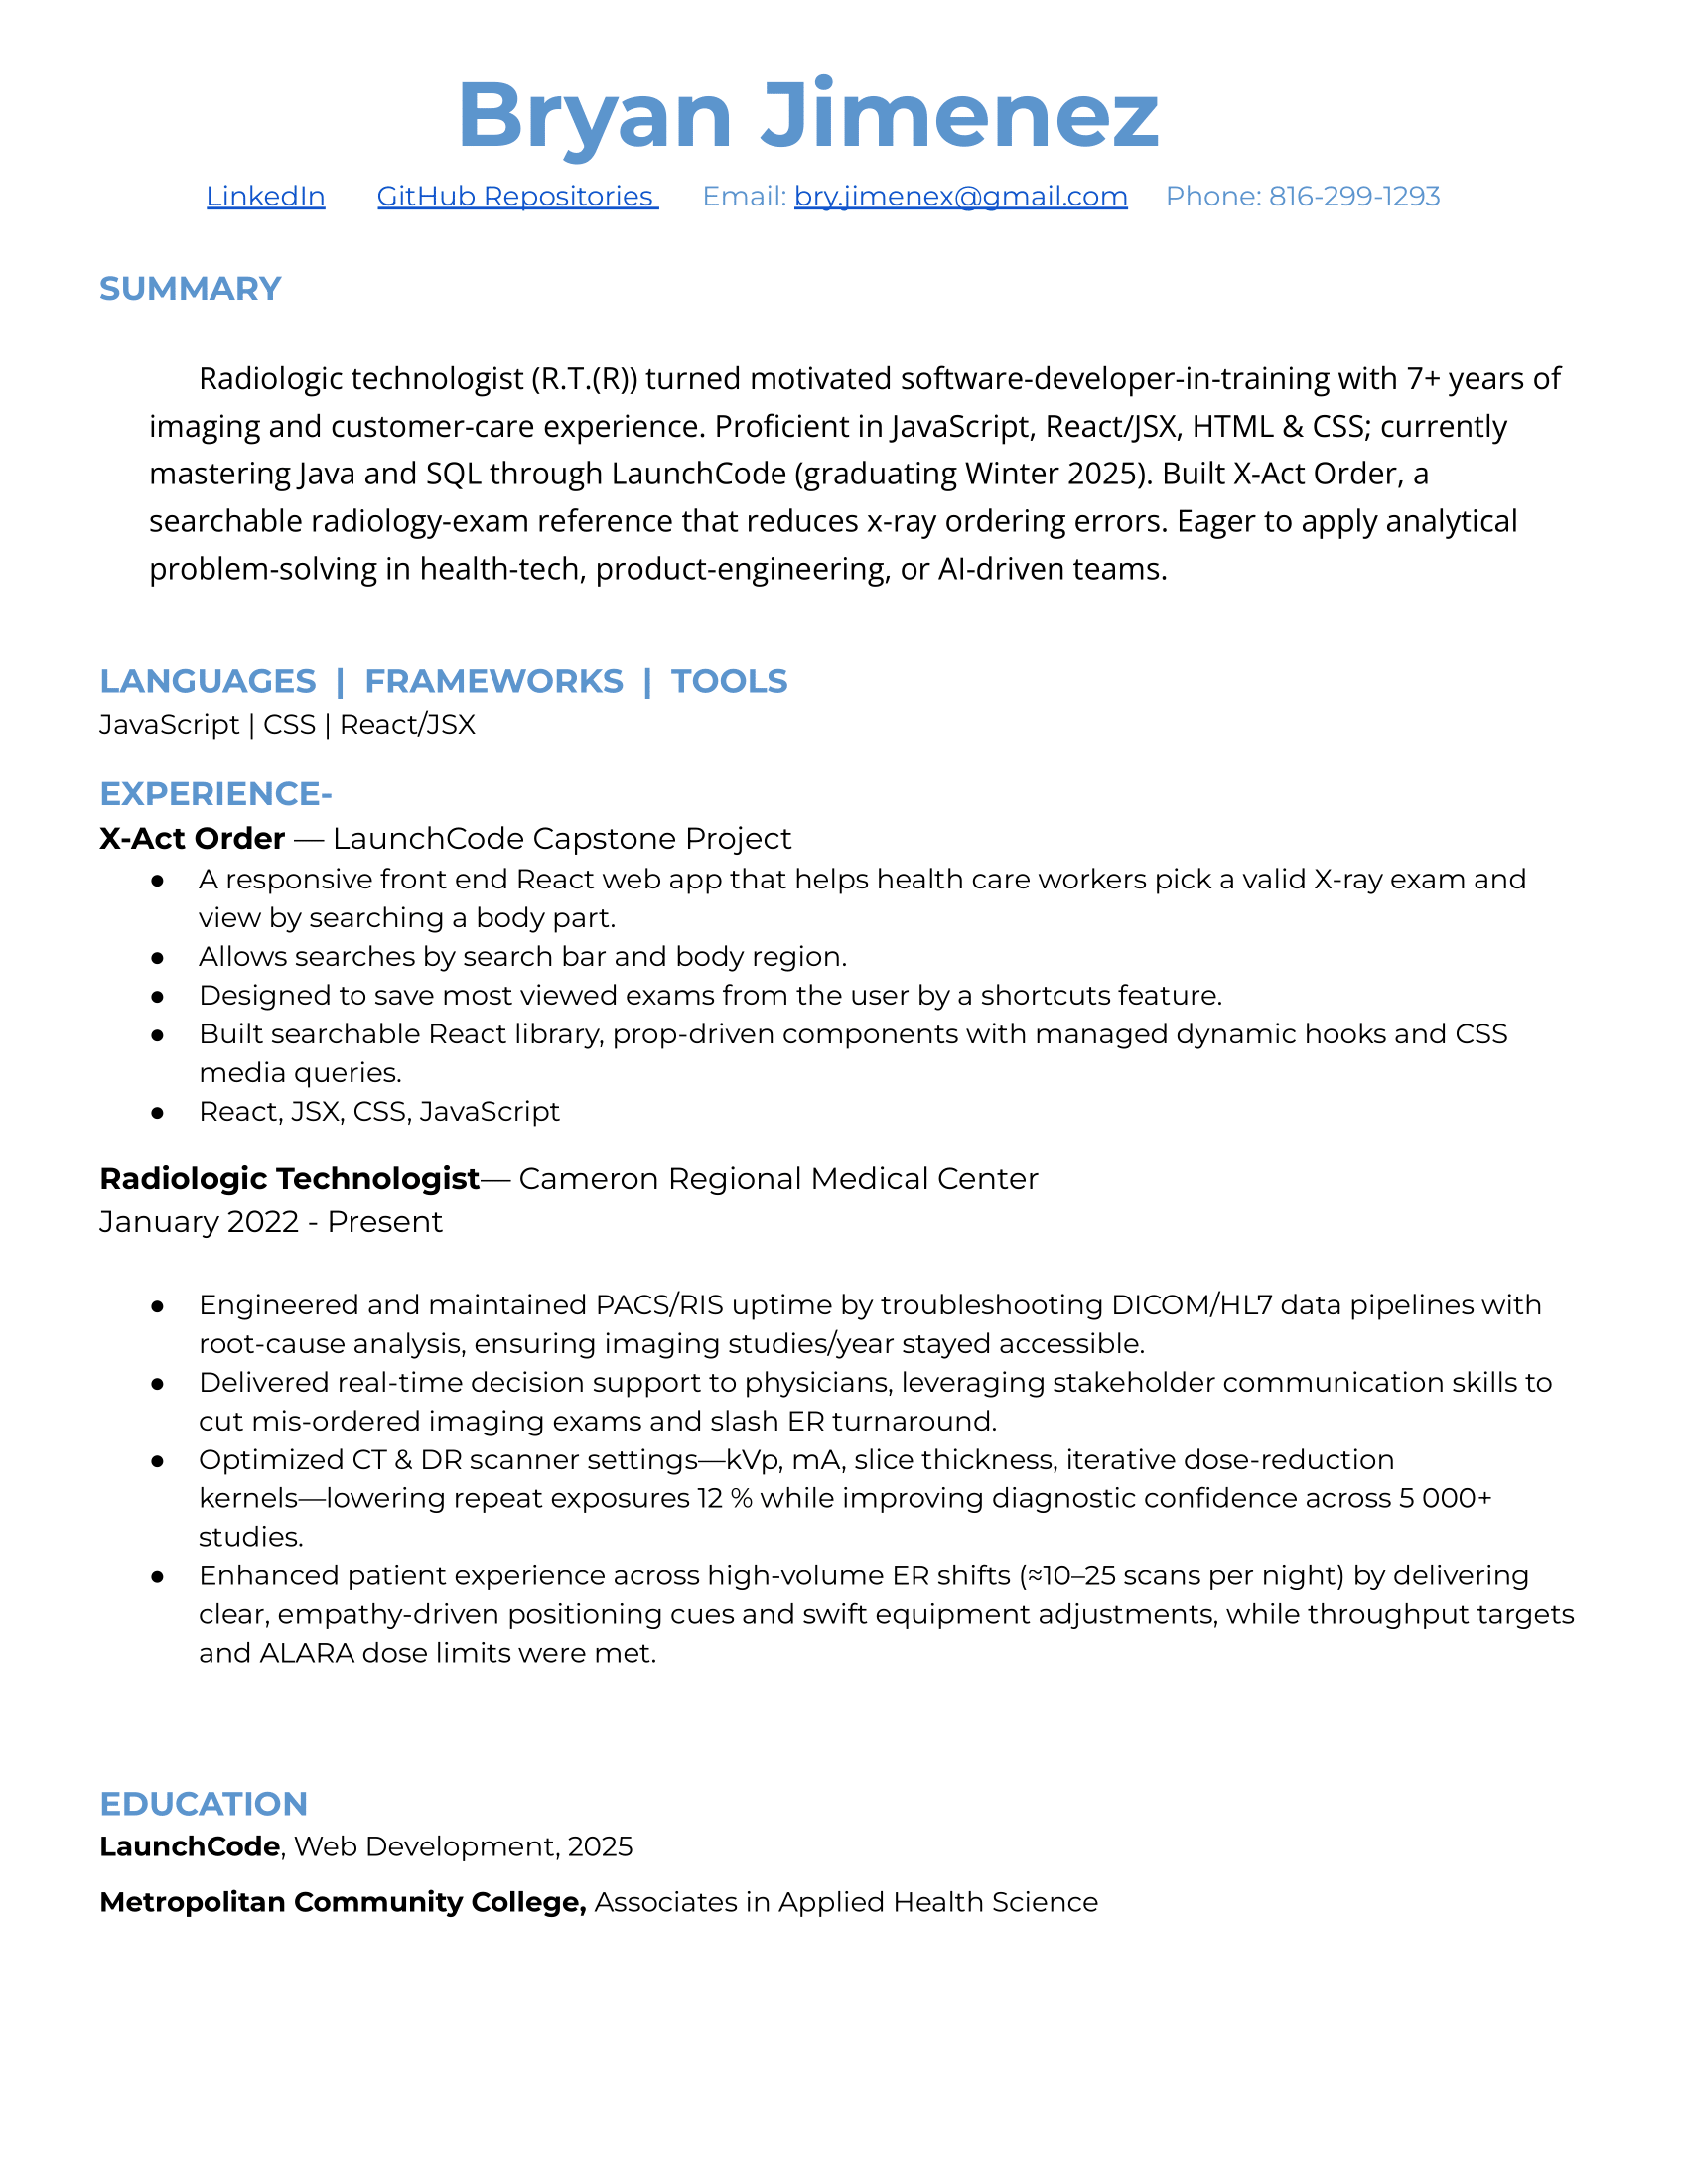 Bryan Jimenez
LinkedIn GitHub Repositories Email: bry.jimenex@gmail.com Phone: 816-299-1293
SUMMARY
Radiologic technologist (R.T.(R)) turned motivated software-developer-in-training with 7+ years of
imaging and customer-care experience. Proficient in JavaScript, React/JSX, HTML & CSS; currently
mastering Java and SQL through LaunchCode (graduating Winter 2025). Built X-Act Order, a
searchable radiology-exam reference that reduces x-ray ordering errors. Eager to apply analytical
problem-solving in health-tech, product-engineering, or AI-driven teams.
LANGUAGES | FRAMEWORKS | TOOLS
JavaScript | CSS | React/JSX
EXPERIENCE-
X-Act Order — LaunchCode Capstone Project
● A responsive front end React web app that helps health care workers pick a valid X-ray exam and
view by searching a body part.
● Allows searches by search bar and body region.
● Designed to save most viewed exams from the user by a shortcuts feature.
● Built searchable React library, prop-driven components with managed dynamic hooks and CSS
media queries.
● React, JSX, CSS, JavaScript
Radiologic Technologist— Cameron Regional Medical Center
January 2022 - Present
● Engineered and maintained PACS/RIS uptime by troubleshooting DICOM/HL7 data pipelines with
root-cause analysis, ensuring imaging studies/year stayed accessible.
● Delivered real-time decision support to physicians, leveraging stakeholder communication skills to
cut mis-ordered imaging exams and slash ER turnaround.
● Optimized CT & DR scanner settings—kVp, mA, slice thickness, iterative dose-reduction
kernels—lowering repeat exposures 12 % while improving diagnostic confidence across 5 000+
studies.
● Enhanced patient experience across high-volume ER shifts (≈10–25 scans per night) by delivering
clear, empathy-driven positioning cues and swift equipment adjustments, while throughput targets
and ALARA dose limits were met.
EDUCATION
LaunchCode, Web Development, 2025
Metropolitan Community College, Associates in Applied Health Science